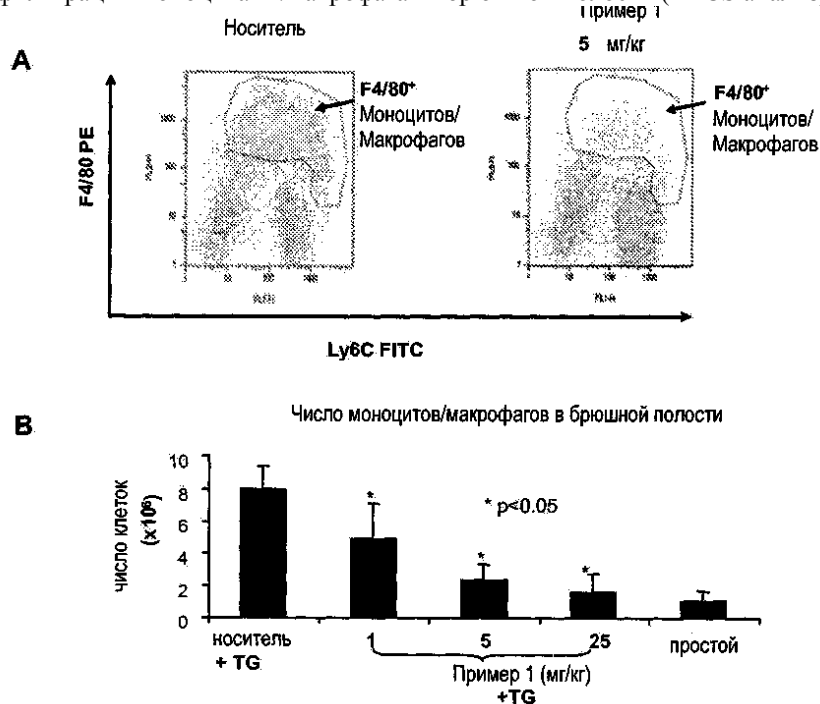 Носитель
Пример 1
5 мг/кг
A
F4/80⁺
Моноцитов/
Макрофагов
F4/80⁺
Моноцитов/
Макрофагов
F4/80 PE
Ly6C FITC
B
Число моноцитов/макрофагов в брюшной полости
число клеток
(x10⁶)
10
8
6
4
2
0
*
* p<0.05
*
*
носитель
+ TG
1
5
25
простой
Пример 1 (мг/кг)
+TG